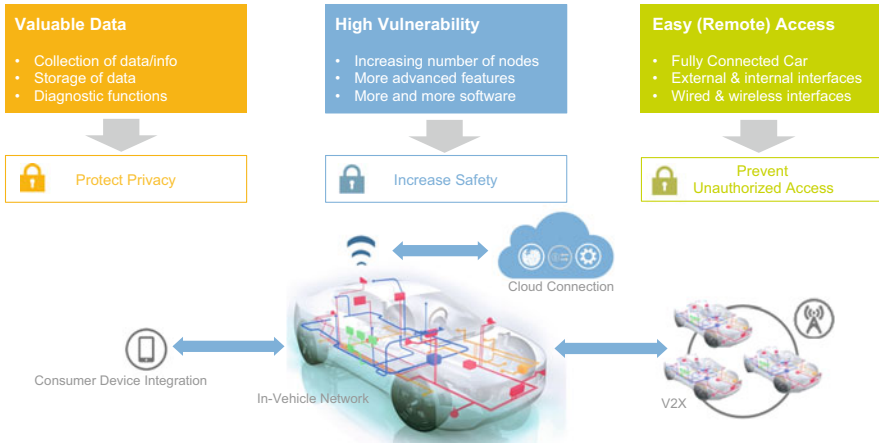 Valuable Data
• Collection of data/info
• Storage of data
• Diagnostic functions
High Vulnerability
• Increasing number of nodes
• More advanced features
• More and more software
Easy (Remote) Access
• Fully Connected Car
• External & internal interfaces
• Wired & wireless interfaces
Protect Privacy
Increase Safety
Prevent
Unauthorized Access
Cloud Connection
Consumer Device Integration
In-Vehicle Network
V2X